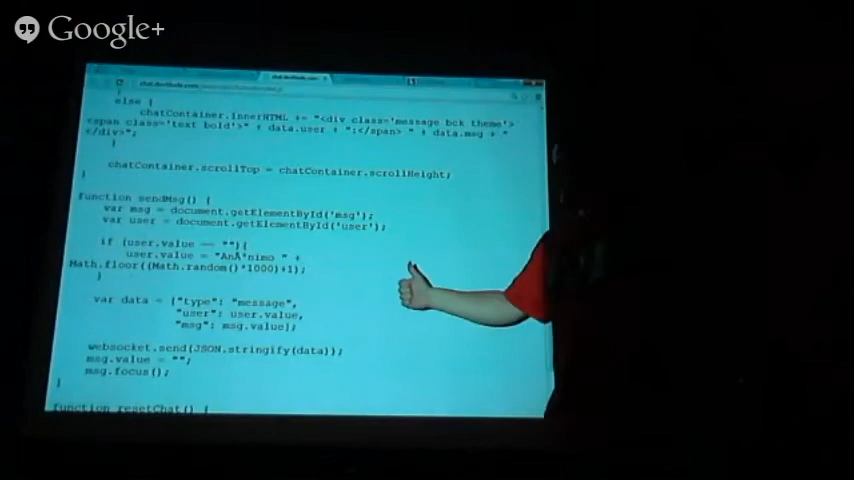 Google+
else {
chatContainer.innerHTML += "<div class='message bck theme'>
<span class='text bold'>" + data.user + ":</span> " + data.msg + "
</div>";
}
chatContainer.scrollTop = chatContainer.scrollHeight;
}
function sendMsg() {
var msg = document.getElementById('msg');
var user = document.getElementById('user');
if (user.value == ""){
user.value = "AnÃ³nimo " +
Math.floor((Math.random()*1000)+1);
}
var data = {"type": "message",
"user": user.value,
"msg": msg.value};
websocket.send(JSON.stringify(data));
msg.value = "";
msg.focus();
}
function resetChat() {